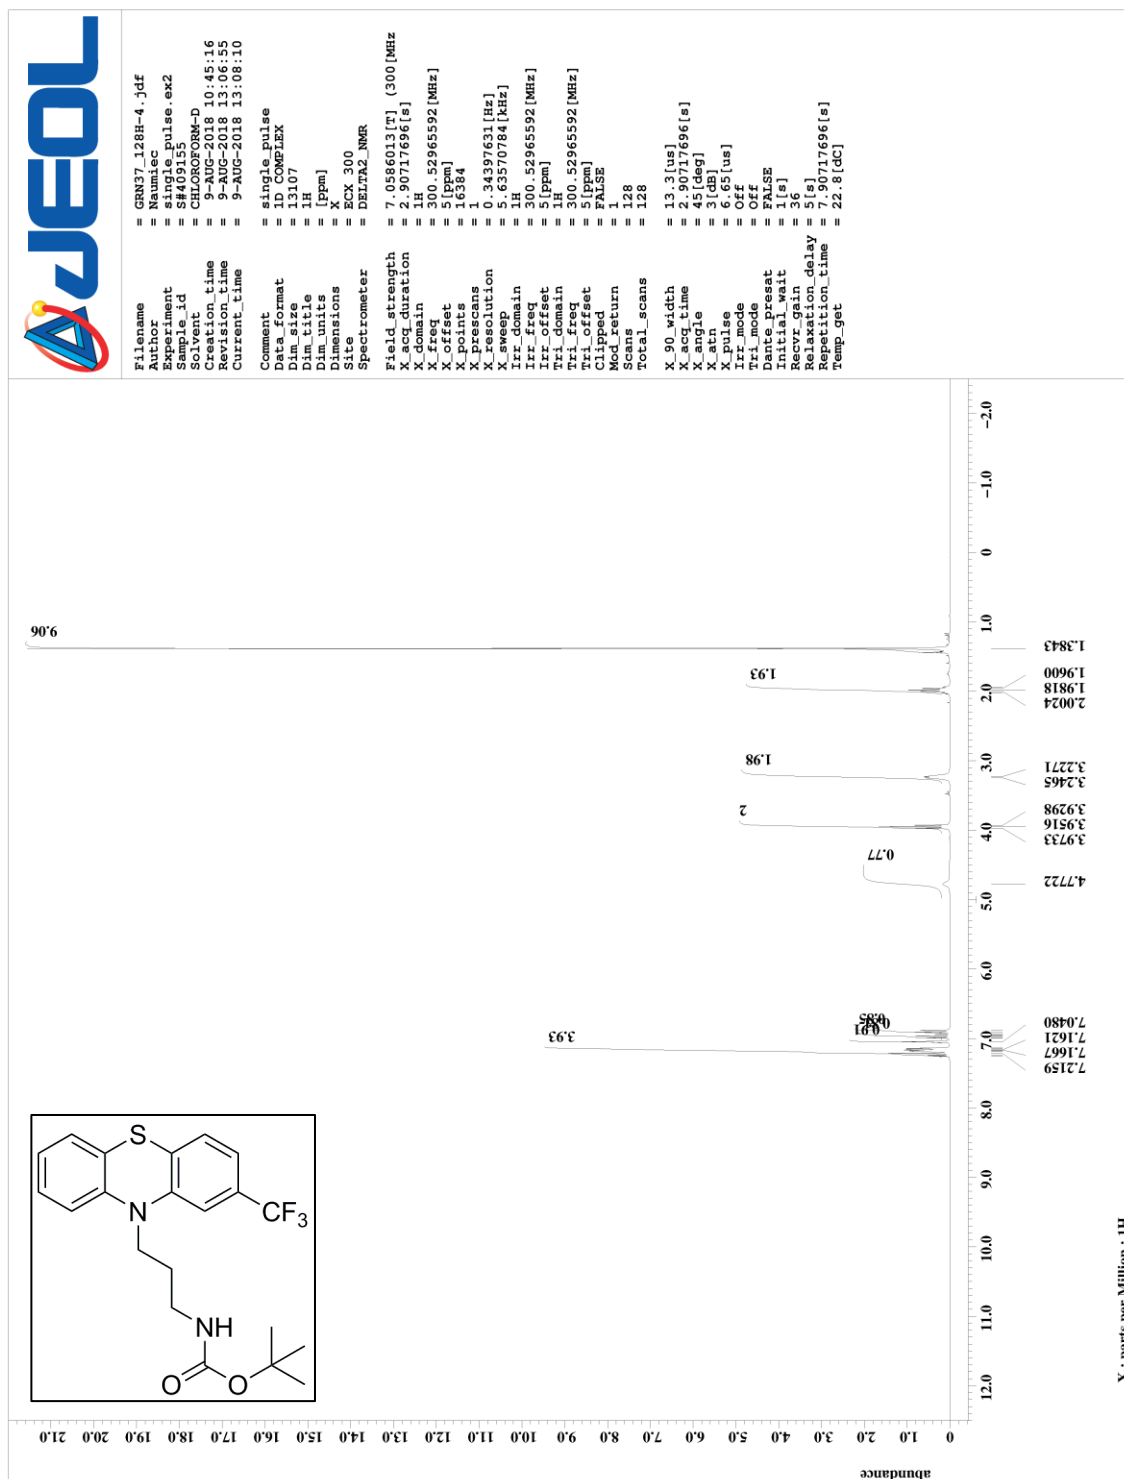 JEOL
Filename = GRN37_128H-4.jdf
Author = Naumiec
Experiment = single_pulse.ex2
Sample_id = S#409155
Solvent = CHLOROFORM-D
Creation_time = 9-AUG-2018 10:45:16
Revision_time = 9-AUG-2018 13:06:55
Current_time = 9-AUG-2018 13:08:10
Comment = single_pulse
Data_format = 1D COMPLEX
Dim_size = 13107
Dim_title = 1H
Dim_units = [ppm]
Dimensions = X
Site = ECX 300
Spectrometer = DELTA2_NMR
Field_strength = 7.0586013[T] (300[MHz
X_acq_duration = 2.90717696[s]
X_domain = 1H
X_freq = 300.52965592[MHz]
X_offset = 5[ppm]
X_points = 16384
X_prescans = 1
X_resolution = 0.34397631[Hz]
X_sweep = 5.63570784[kHz]
Irr_domain = 1H
Irr_freq = 300.52965592[MHz]
Irr_offset = 5[ppm]
Tri_domain = 1H
Tri_freq = 300.52965592[MHz]
Tri_offset = 5[ppm]
Clipped = FALSE
Mod_return = 1
Scans = 128
Total_scans = 128
X_90_width = 13.3[us]
X_acq_time = 2.90717696[s]
X_angle = 45[deg]
X_atn = 3[dB]
X_pulse = 6.65[us]
Irr_mode = Off
Tri_mode = Off
Dante_presat = FALSE
Initial_wait = 1[s]
Recvr_gain = 36
Relaxation_delay = 5[s]
Repetition_time = 7.90717696[s]
Temp_get = 22.8[dC]
9.06
1.93
1.98
2
0.77
0.85
0.91
3.93
-2.0
-1.0
0
1.0
2.0
3.0
4.0
5.0
6.0
7.0
8.0
9.0
10.0
11.0
12.0
1.3843
1.9600
1.9818
2.0024
3.2271
3.2465
3.9298
3.9516
3.9733
4.7722
7.0480
7.1621
7.1667
7.2159
X : parts per Million : 1H
S
N
CF3
NH
O
O
21.0 20.0 19.0 18.0 17.0 16.0 15.0 14.0 13.0 12.0 11.0 10.0 9.0 8.0 7.0 6.0 5.0 4.0 3.0 2.0 1.0 0
abundance